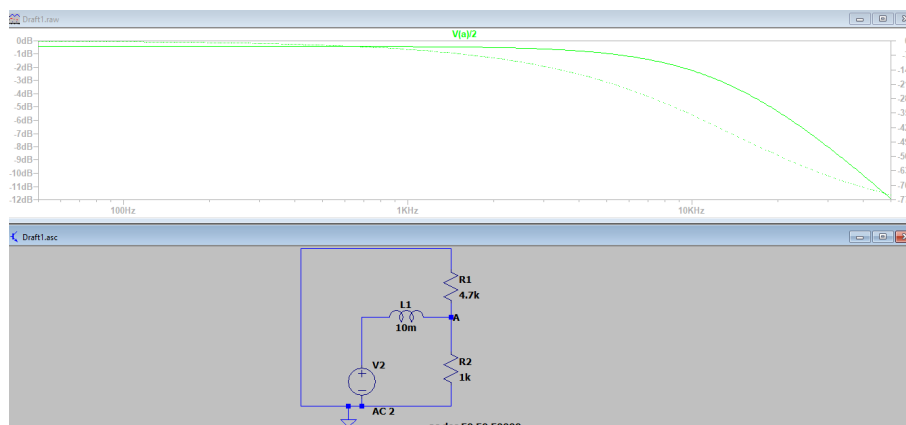 Draft1.raw
V(a)/2
0dB
-1dB
-2dB
-3dB
-4dB
-5dB
-6dB
-7dB
-8dB
-9dB
-10dB
-11dB
-12dB
100Hz
1KHz
10KHz
Draft1.asc
R1
4.7k
L1
10m
A
V2
R2
1k
AC 2